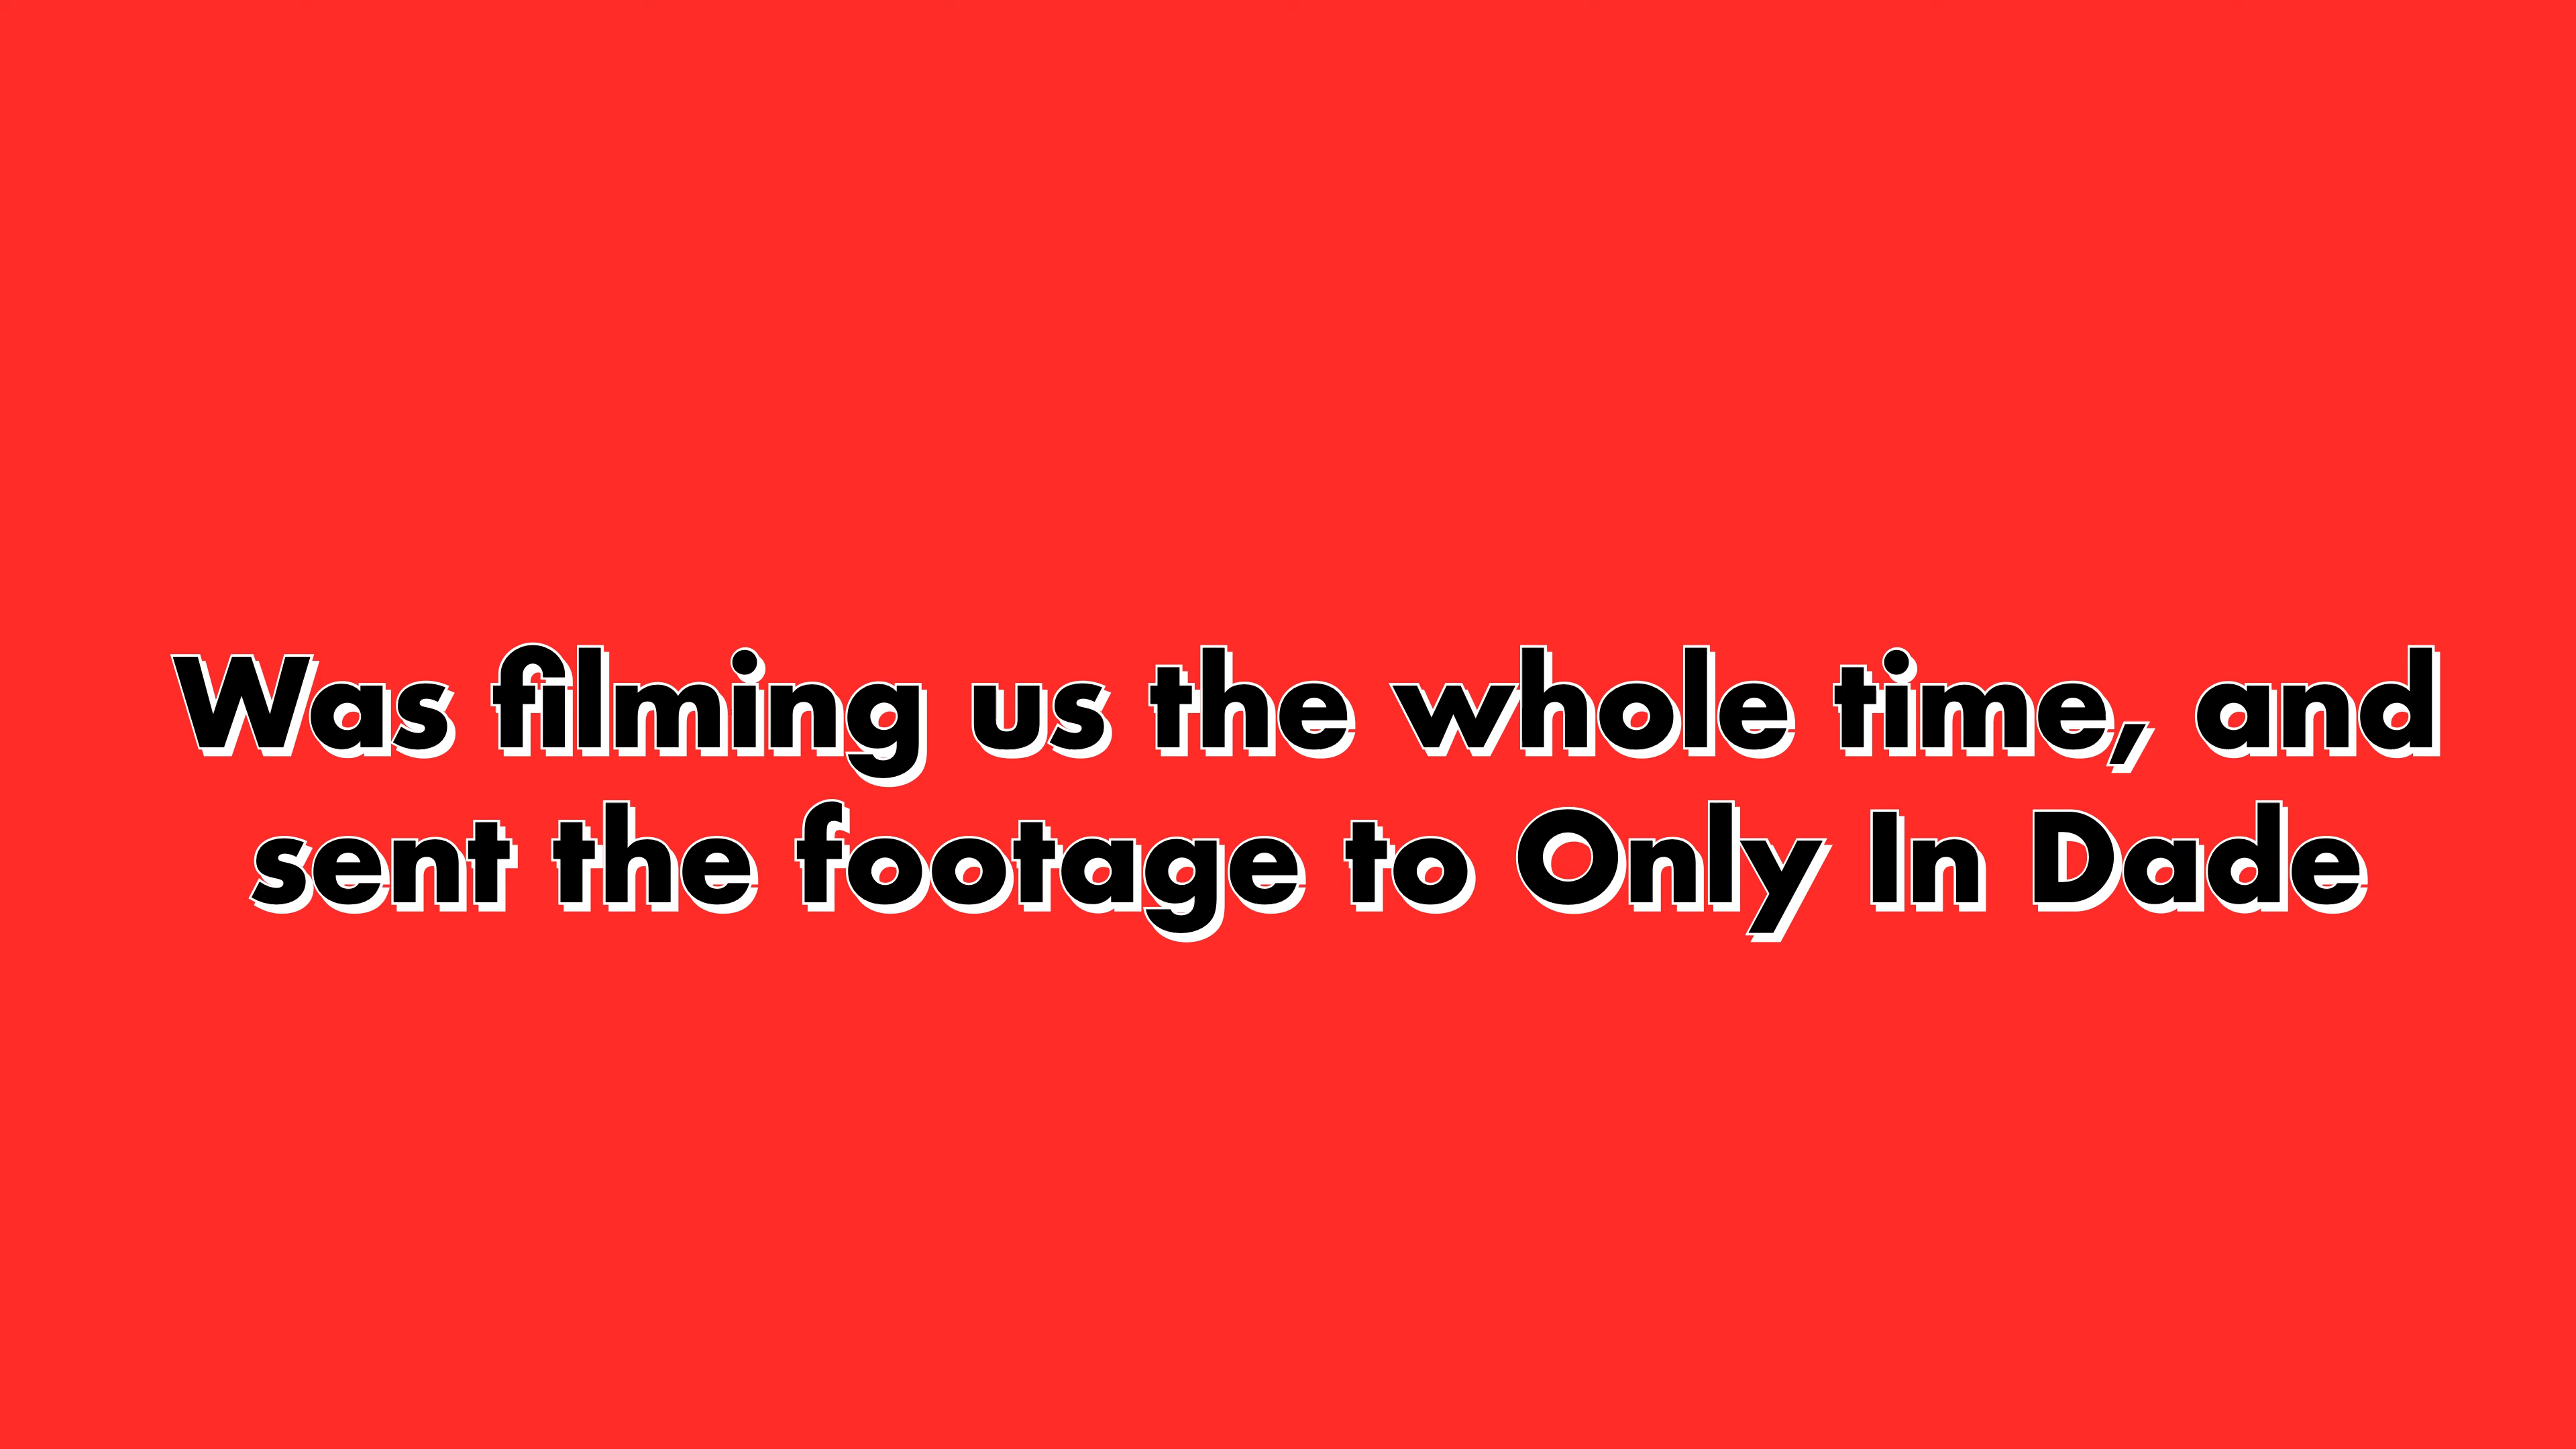 Was filming us the whole time, and
sent the footage to Only In Dade